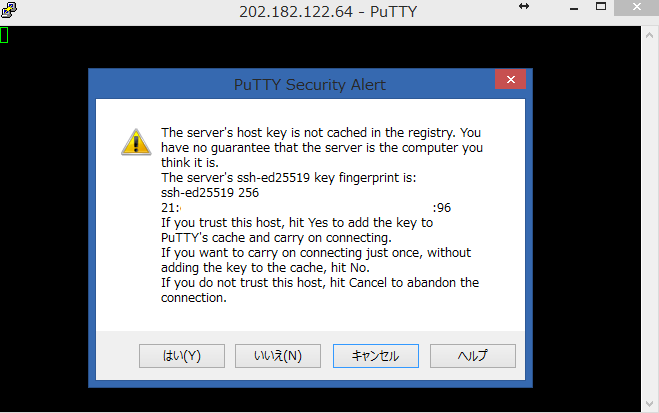 202.182.122.64 - PuTTY
PuTTY Security Alert
The server's host key is not cached in the registry. You
have no guarantee that the server is the computer you
think it is.
The server's ssh-ed25519 key fingerprint is:
ssh-ed25519 256
21: :96
If you trust this host, hit Yes to add the key to
PuTTY's cache and carry on connecting.
If you want to carry on connecting just once, without
adding the key to the cache, hit No.
If you do not trust this host, hit Cancel to abandon the
connection.
はい(Y) いいえ(N) キャンセル ヘルプ